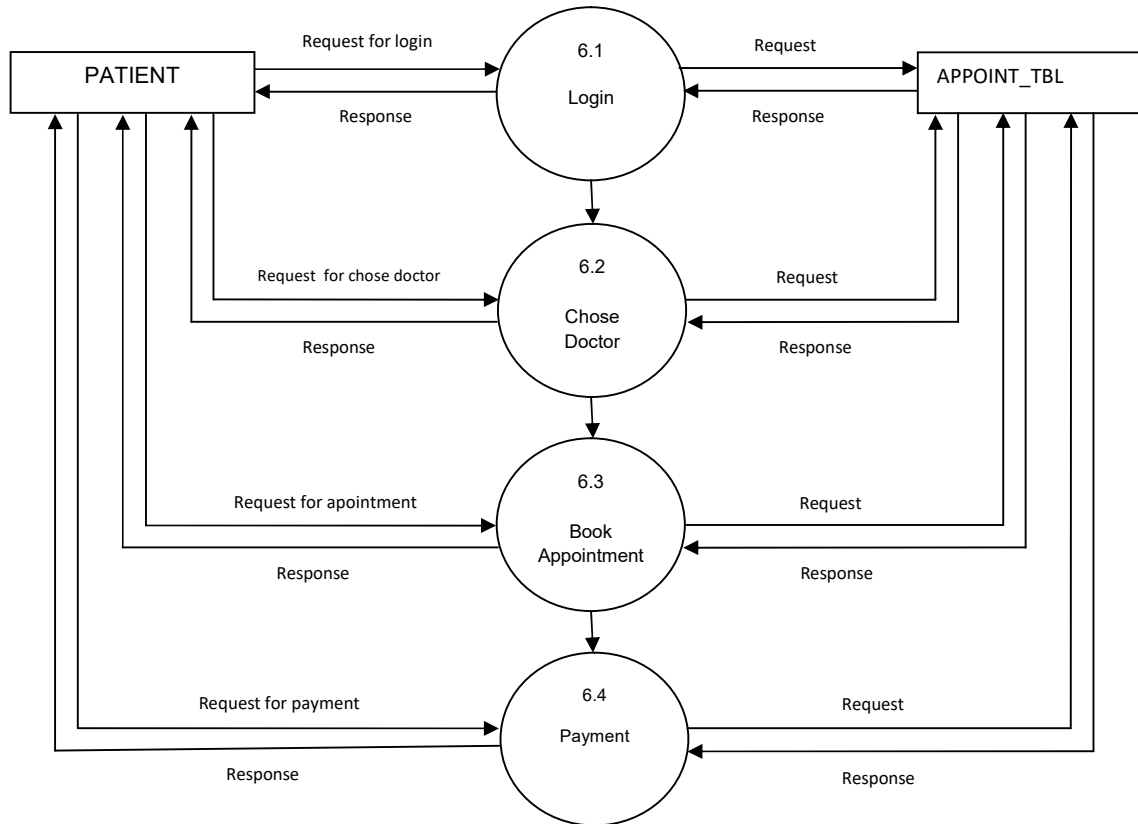 Request for login
6.1
Request
PATIENT
APPOINT_TBL
Login
Response
Response
Request  for chose doctor
6.2
Request
Chose
Doctor
Response
Response
Request for apointment
6.3
Request
Book
Appointment
Response
Response
Request for payment
6.4
Request
Payment
Response
Response